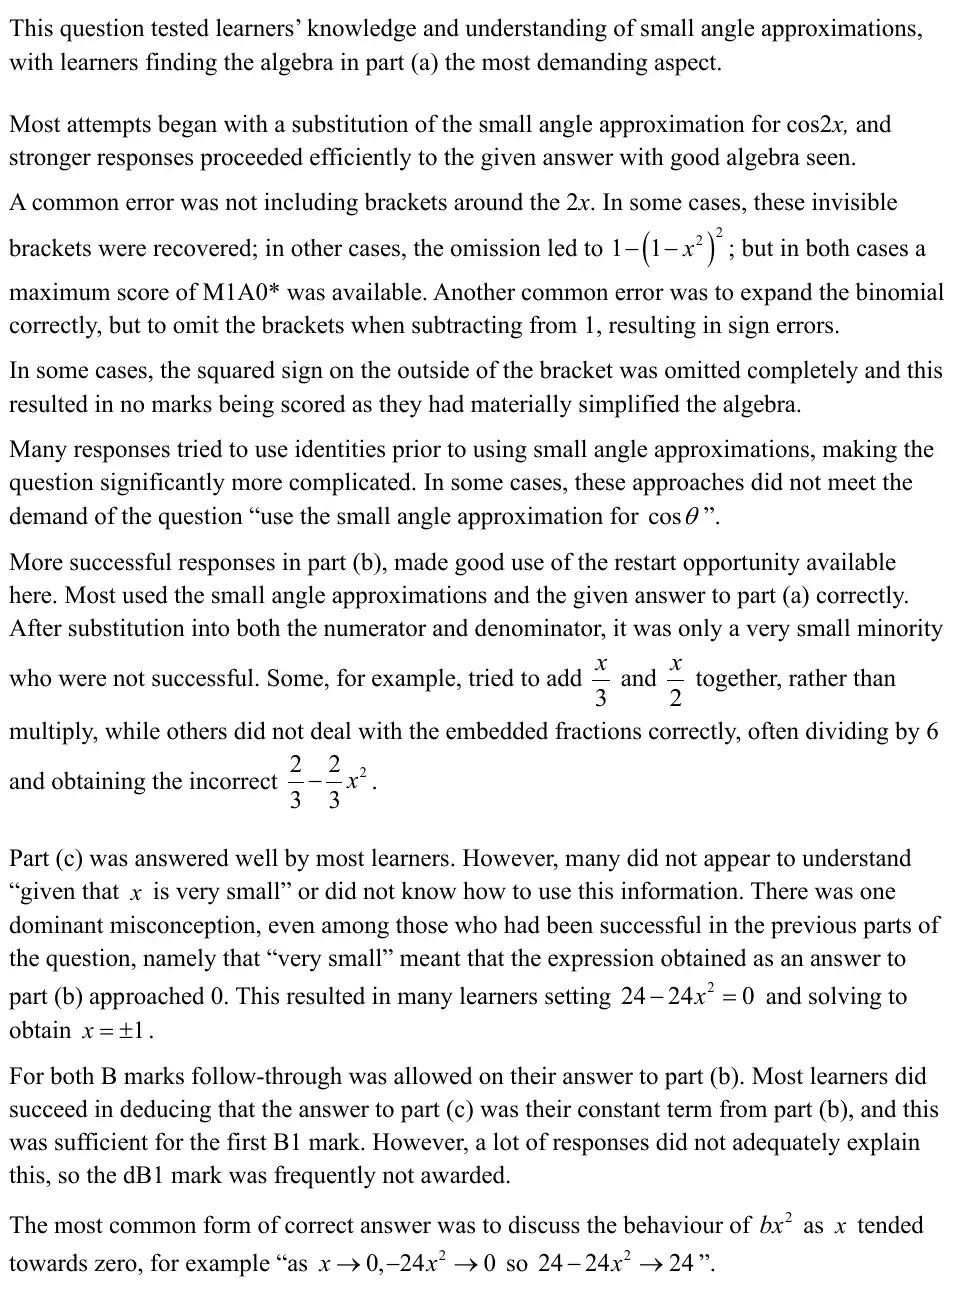 This question tested learners’ knowledge and understanding of small angle approximations,
with learners finding the algebra in part (a) the most demanding aspect.
Most attempts began with a substitution of the small angle approximation for cos2x, and
stronger responses proceeded efficiently to the given answer with good algebra seen.
A common error was not including brackets around the 2x. In some cases, these invisible
brackets were recovered; in other cases, the omission led to 1−(1−x²)²; but in both cases a
maximum score of M1A0* was available. Another common error was to expand the binomial
correctly, but to omit the brackets when subtracting from 1, resulting in sign errors.
In some cases, the squared sign on the outside of the bracket was omitted completely and this
resulted in no marks being scored as they had materially simplified the algebra.
Many responses tried to use identities prior to using small angle approximations, making the
question significantly more complicated. In some cases, these approaches did not meet the
demand of the question “use the small angle approximation for cosθ”.
More successful responses in part (b), made good use of the restart opportunity available
here. Most used the small angle approximations and the given answer to part (a) correctly.
After substitution into both the numerator and denominator, it was only a very small minority
who were not successful. Some, for example, tried to add x/3 and x/2 together, rather than
multiply, while others did not deal with the embedded fractions correctly, often dividing by 6
and obtaining the incorrect 2/3 − 2/3 x².
Part (c) was answered well by most learners. However, many did not appear to understand
“given that x is very small” or did not know how to use this information. There was one
dominant misconception, even among those who had been successful in the previous parts of
the question, namely that “very small” meant that the expression obtained as an answer to
part (b) approached 0. This resulted in many learners setting 24 − 24x² = 0 and solving to
obtain x = ±1.
For both B marks follow-through was allowed on their answer to part (b). Most learners did
succeed in deducing that the answer to part (c) was their constant term from part (b), and this
was sufficient for the first B1 mark. However, a lot of responses did not adequately explain
this, so the dB1 mark was frequently not awarded.
The most common form of correct answer was to discuss the behaviour of bx² as x tended
towards zero, for example “as x → 0, −24x² → 0 so 24 − 24x² → 24”.